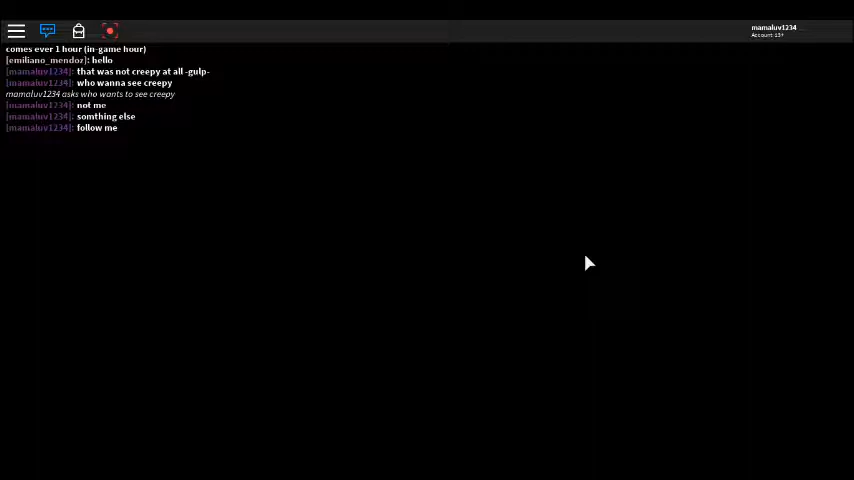 mamaluv1234
Account: 13+
comes ever 1 hour (in-game hour)
[emiliano_mendoz]: hello
[mamaluv1234]: that was not creepy at all -gulp-
[mamaluv1234]: who wanna see creepy
mamaluv1234 asks who wants to see creepy
[mamaluv1234]: not me
[mamaluv1234]: somthing else
[mamaluv1234]: follow me